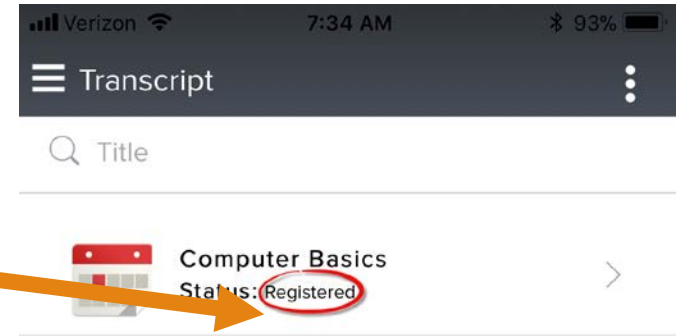 Verizon 7:34 AM 93%
Transcript
Title
Computer Basics
Status: Registered